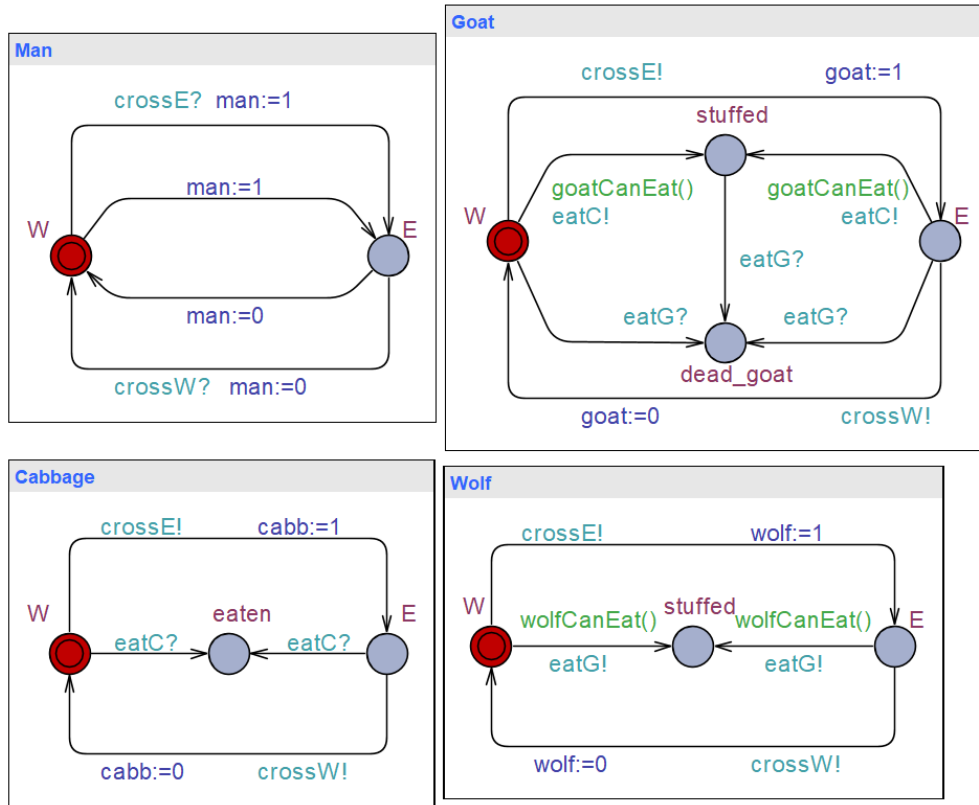 Man
crossE? man:=1
man:=1
W
E
man:=0
crossW? man:=0
Goat
crossE! goat:=1
stuffed
goatCanEat() goatCanEat()
eatC! eatC!
W
E
eatG?
eatG? eatG?
dead_goat
goat:=0 crossW!
Cabbage
crossE! cabb:=1
W
eaten
E
eatC? eatC?
cabb:=0 crossW!
Wolf
crossE! wolf:=1
W
stuffed
E
wolfCanEat() wolfCanEat()
eatG! eatG!
wolf:=0 crossW!